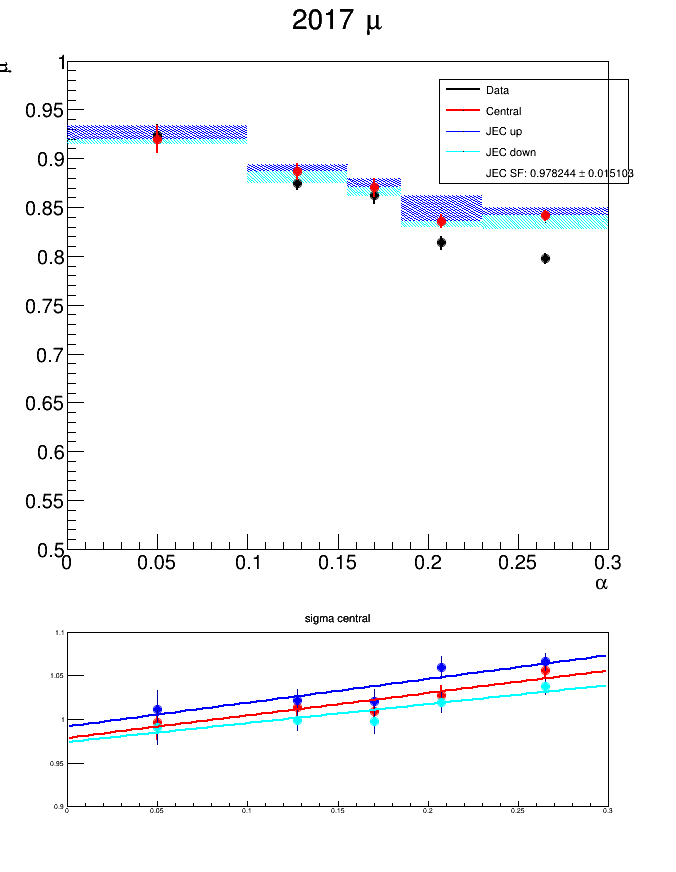 2017 μ
μ
1
0.95
0.9
0.85
0.8
0.75
0.7
0.65
0.6
0.55
0.5
Data
Central
JEC up
JEC down
JEC SF: 0.978244 ± 0.015103
0 0.05 0.1 0.15 0.2 0.25 0.3
α
sigma central
1.1
1.05
1
0.95
0.9
0 0.05 0.1 0.15 0.2 0.25 0.3